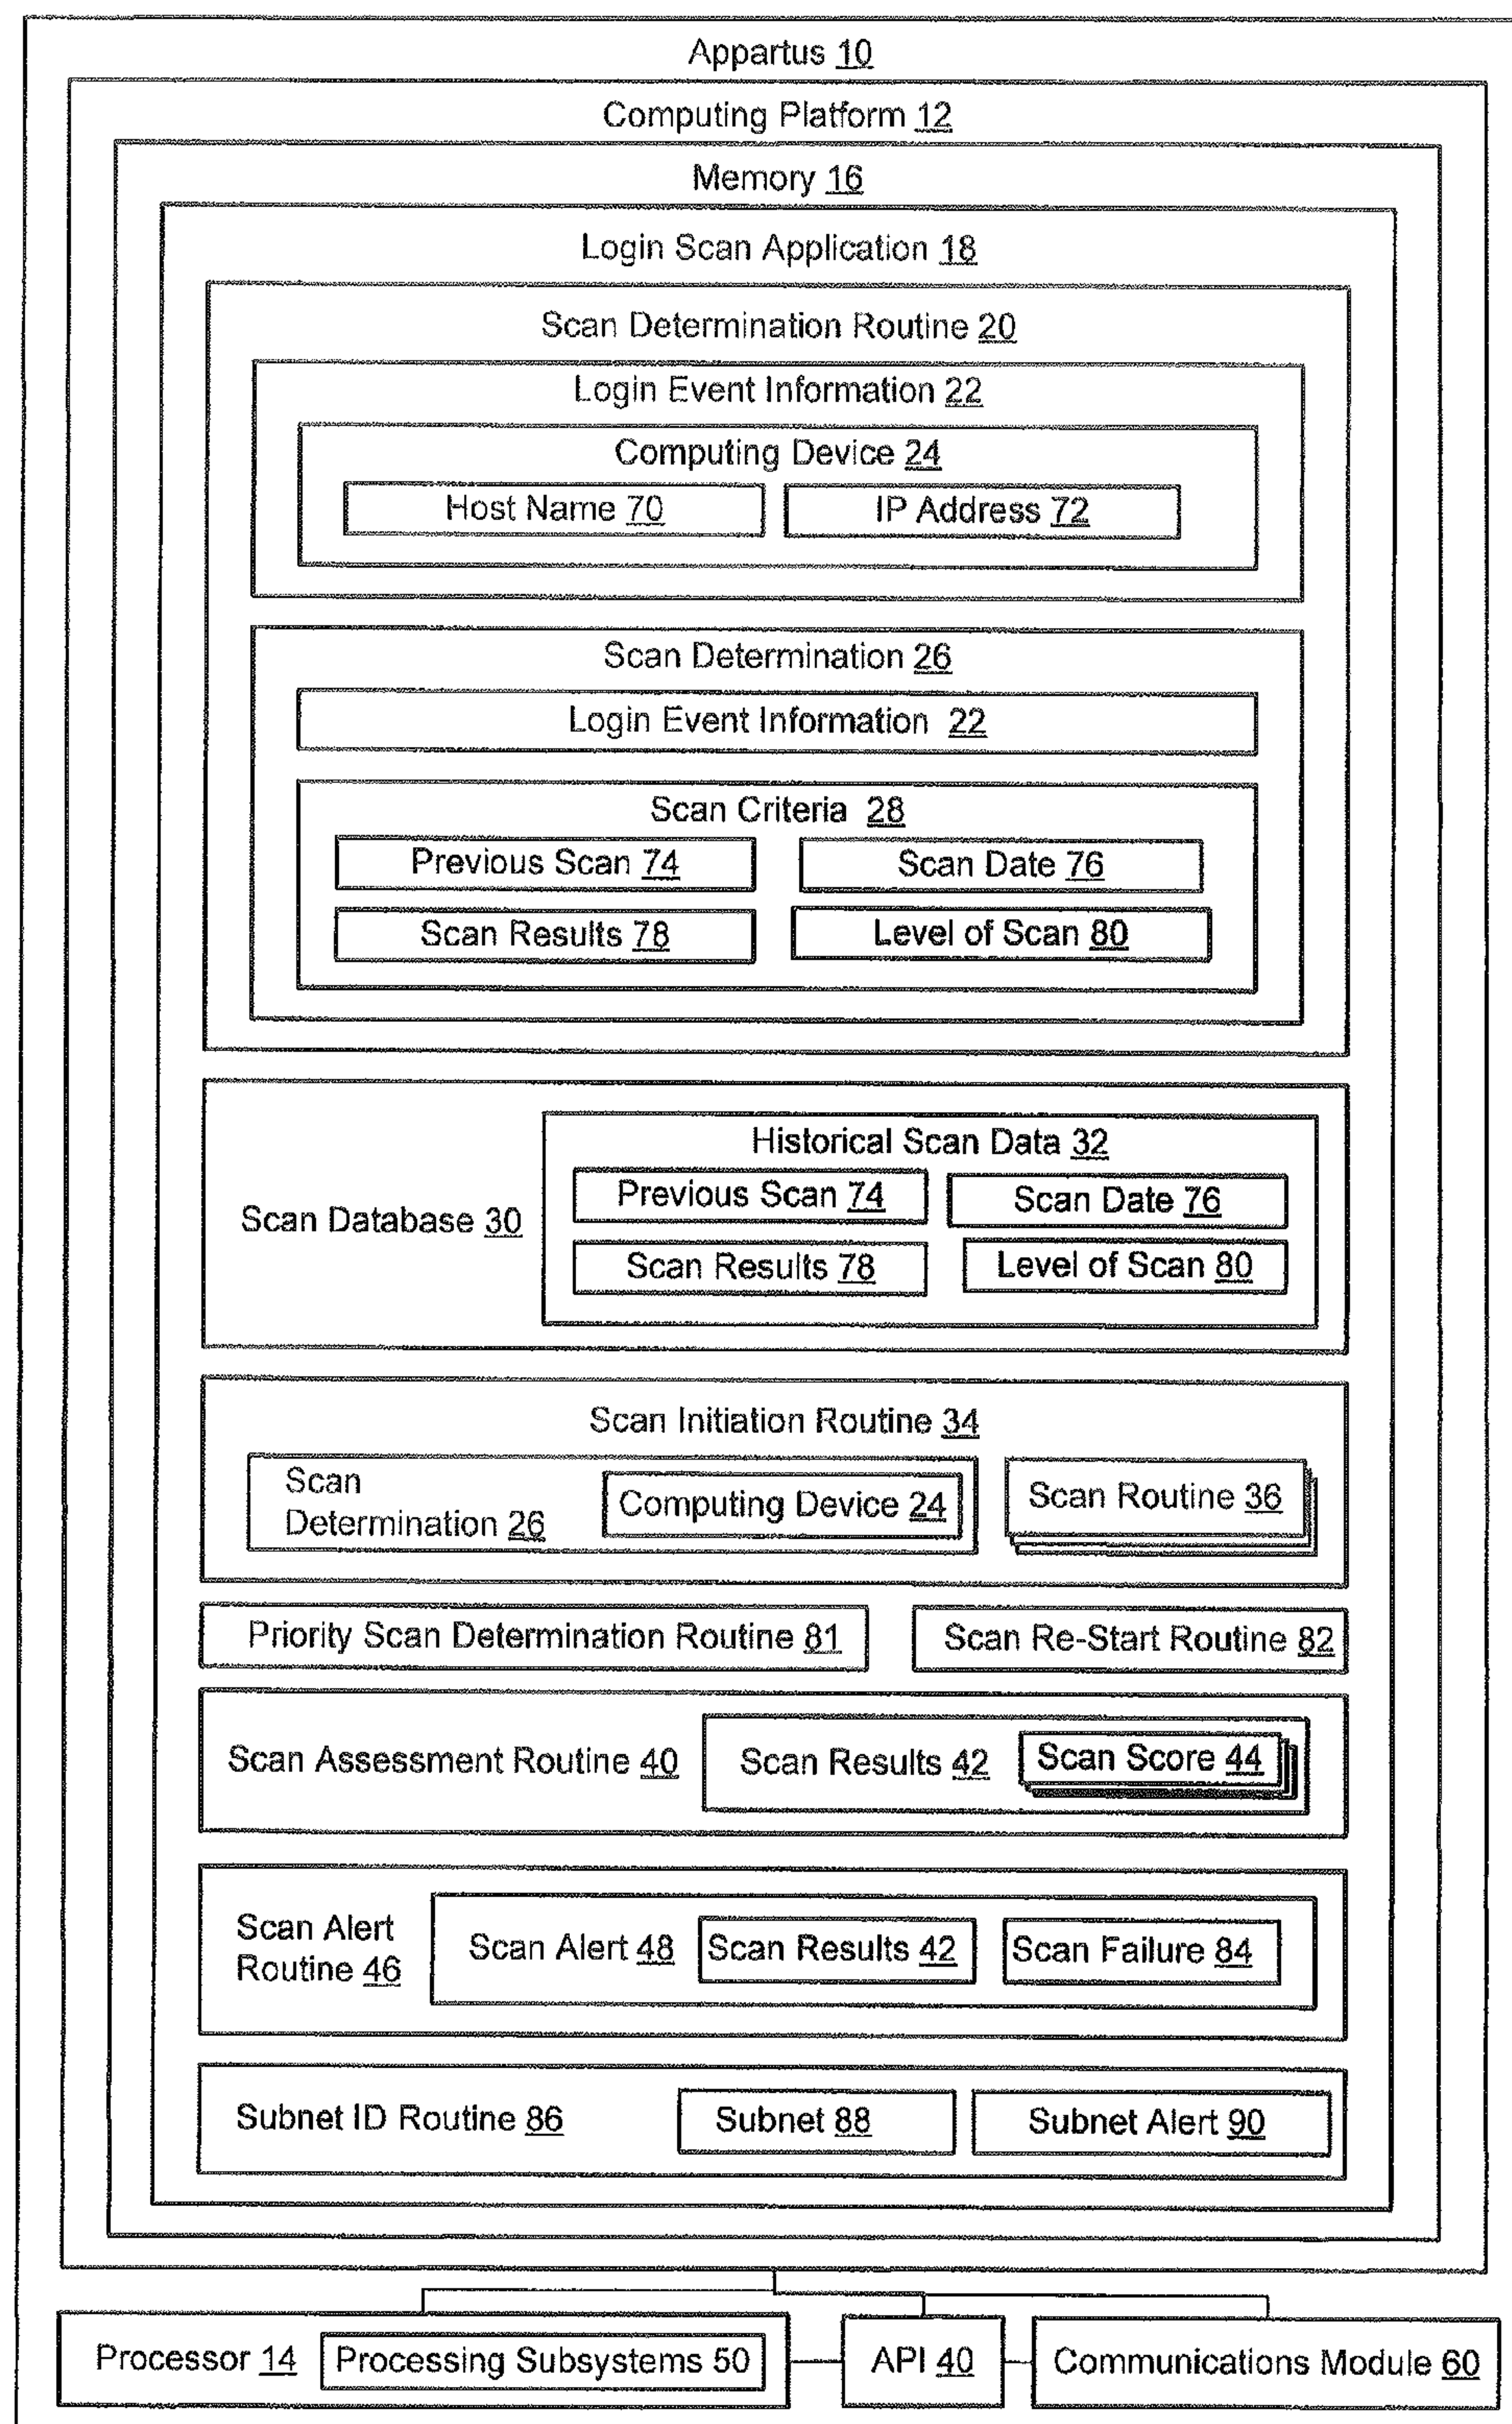 Appartus 10
Computing Platform 12
Memory 16
Login Scan Application 18
Scan Determination Routine 20
Login Event Information 22
Computing Device 24
Host Name 70
IP Address 72
Scan Determination 26
Login Event Information 22
Scan Criteria 28
Previous Scan 74
Scan Date 76
Scan Results 78
Level of Scan 80
Scan Database 30
Historical Scan Data 32
Previous Scan 74
Scan Date 76
Scan Results 78
Level of Scan 80
Scan Initiation Routine 34
Scan
Determination 26
Computing Device 24
Scan Routine 36
Priority Scan Determination Routine 81
Scan Re-Start Routine 82
Scan Assessment Routine 40
Scan Results 42
Scan Score 44
Scan Alert
Routine 46
Scan Alert 48
Scan Results 42
Scan Failure 84
Subnet ID Routine 86
Subnet 88
Subnet Alert 90
Processor 14
Processing Subsystems 50
API 40
Communications Module 60